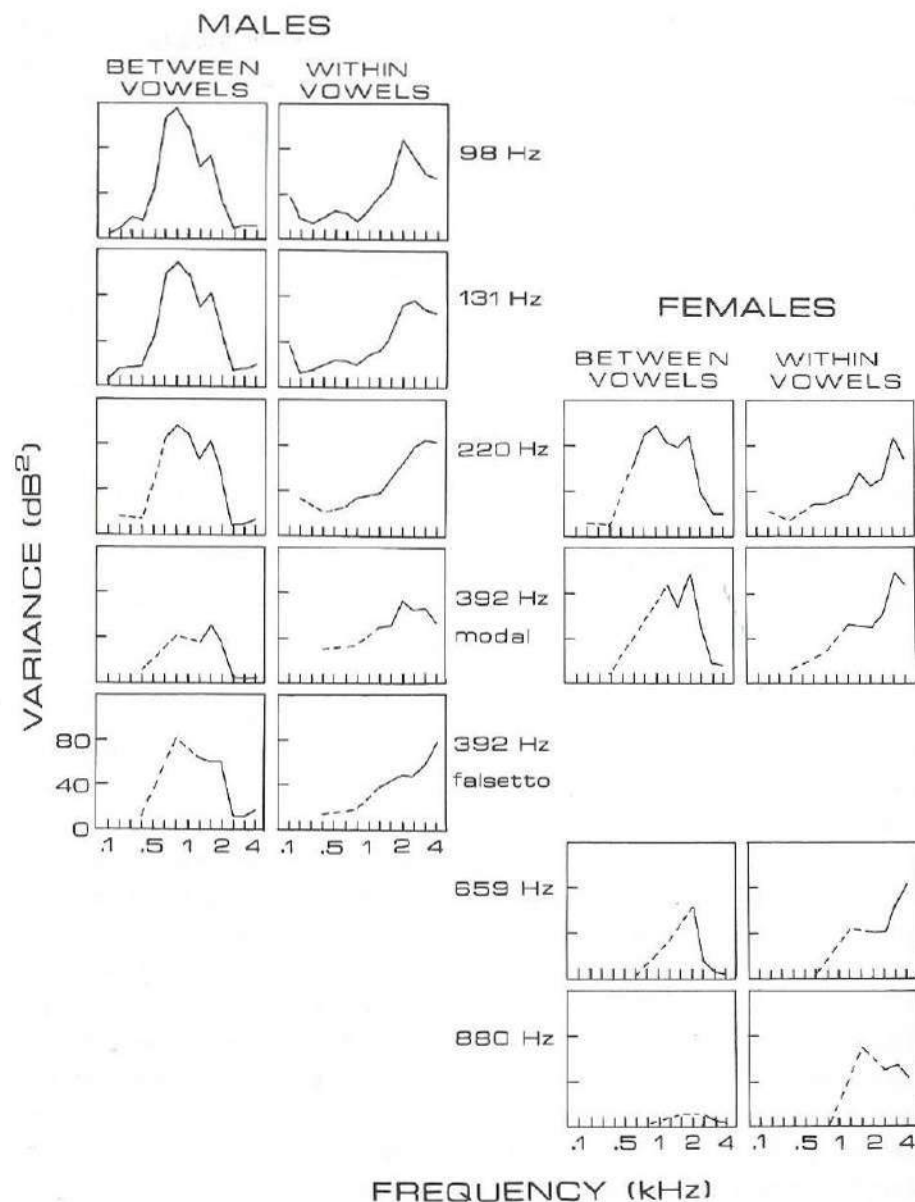 MALES
BETWEEN VOWELS
WITHIN VOWELS
98 Hz
131 Hz
FEMALES
BETWEEN VOWELS
WITHIN VOWELS
220 Hz
VARIANCE (dB²)
392 Hz
modal
80
40
0
392 Hz
falsetto
.1 .5 1 2 4
.1 .5 1 2 4
659 Hz
880 Hz
.1 .5 1 2 4
.1 .5 1 2 4
FREQUENCY (kHz)